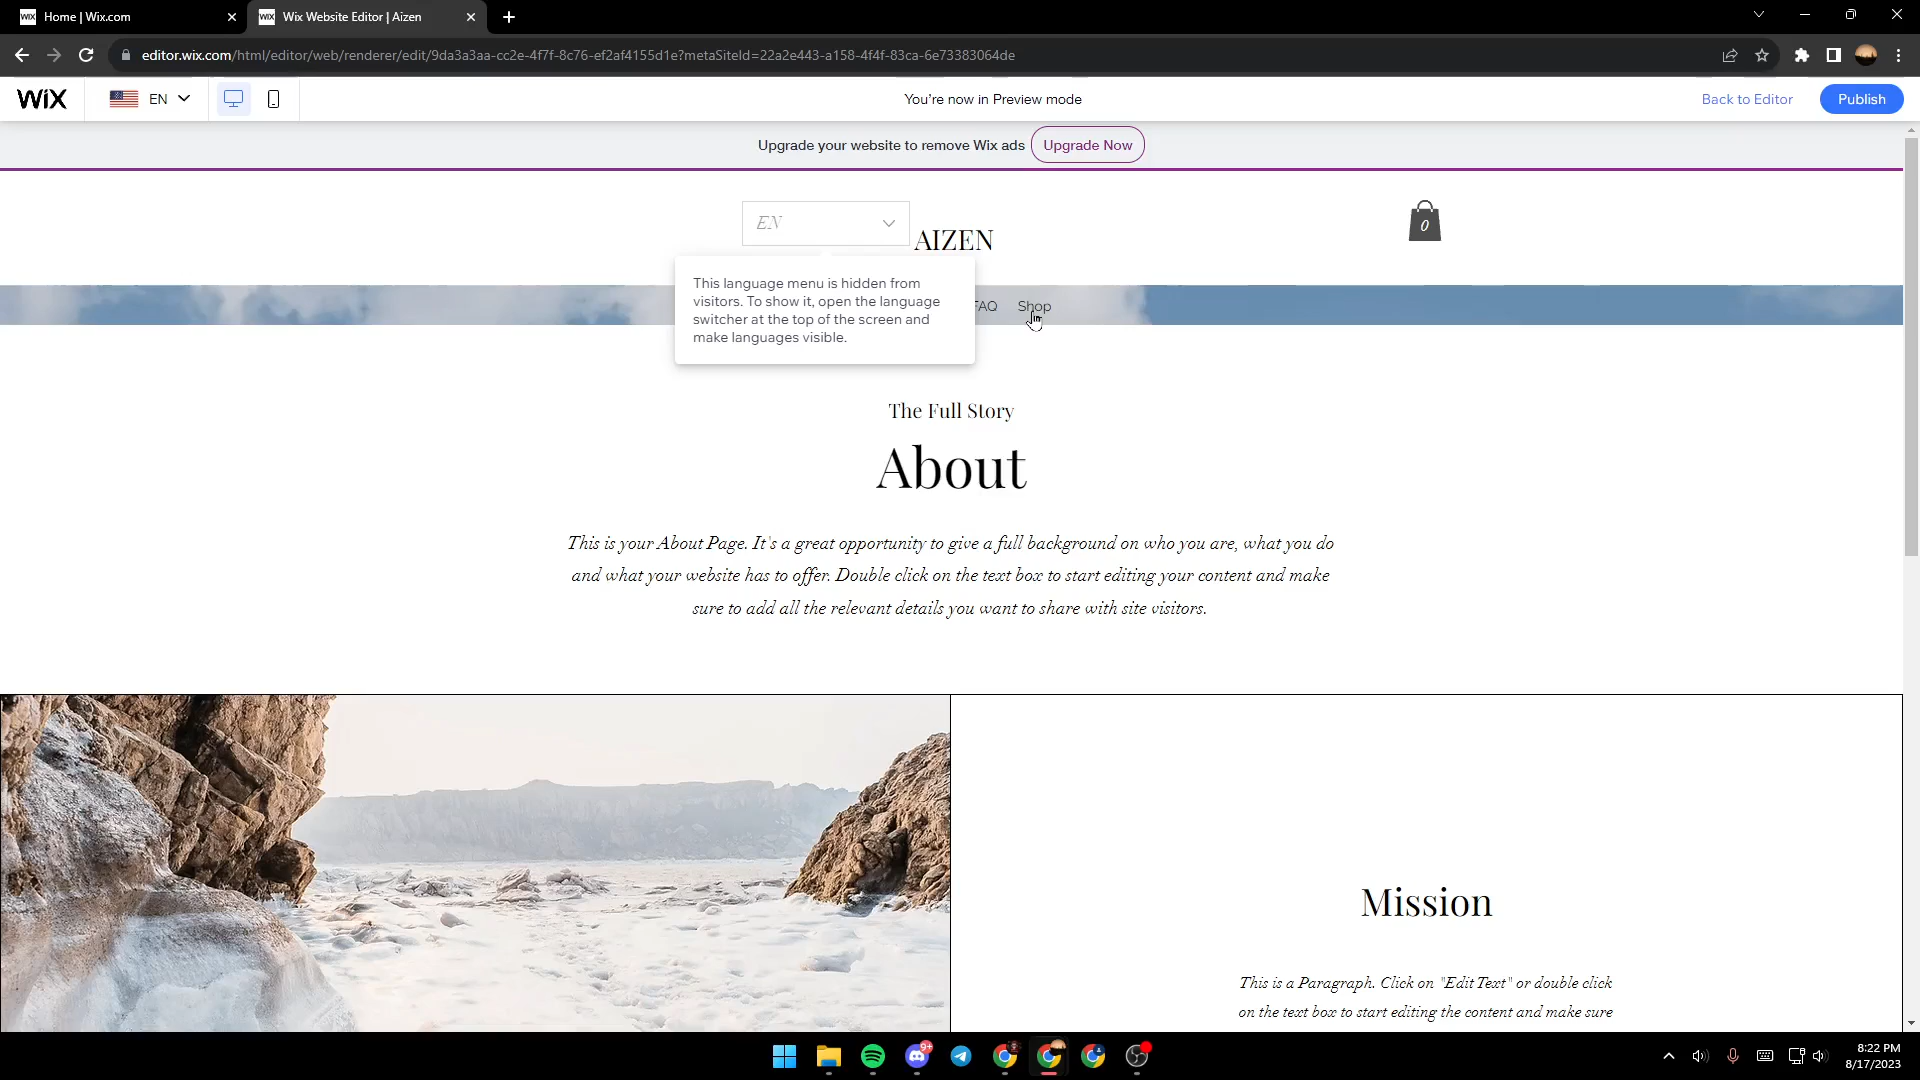 Home | Wix.com
Wix Website Editor | Aizen
editor.wix.com/html/editor/web/renderer/edit/9da3a3aa-cc2e-4f7f-8c76-ef2af4155d1e?metaSiteId=22a2e443-a158-4f4f-83ca-6e73383064de
WiX
EN
You're now in Preview mode
Back to Editor
Publish
Upgrade your website to remove Wix ads
Upgrade Now
EN
AIZEN
0
This language menu is hidden from
visitors. To show it, open the language
switcher at the top of the screen and
make languages visible.
FAQ
Shop
The Full Story
About
This is your About Page. It's a great opportunity to give a full background on who you are, what you do
and what your website has to offer. Double click on the text box to start editing your content and make
sure to add all the relevant details you want to share with site visitors.
Mission
This is a Paragraph. Click on "Edit Text" or double click
on the text box to start editing the content and make sure
9+
8:22 PM
8/17/2023